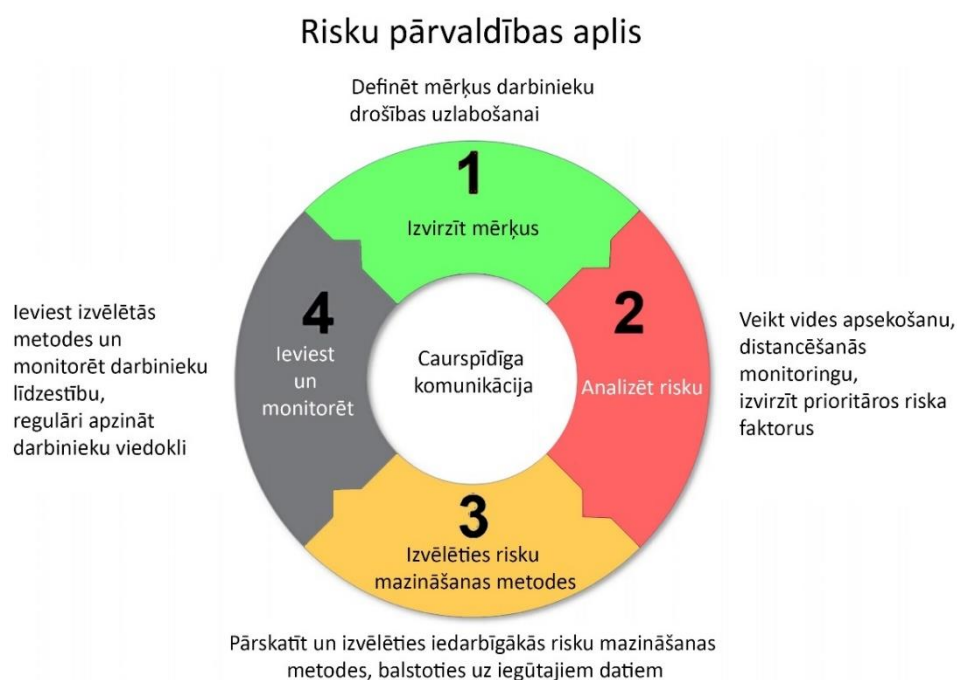 Risku pārvaldības aplis
Definēt mērķus darbinieku
drošības uzlabošanai
1
Izvirzīt mērķus
2
Analizēt risku
Veikt vides apsekošanu,
distancēšanās
monitoringu,
izvirzīt prioritāros riska
faktorus
3
Izvēlēties risku
mazināšanas metodes
Pārskatīt un izvēlēties iedarbīgākās risku mazināšanas
metodes, balstoties uz iegūtajiem datiem
4
Ieviest
un
monitorēt
Ieviest izvēlētās
metodes un
monitorēt darbinieku
līdzestību,
regulāri apzināt
darbinieku viedokli
Caurspīdīga
komunikācija